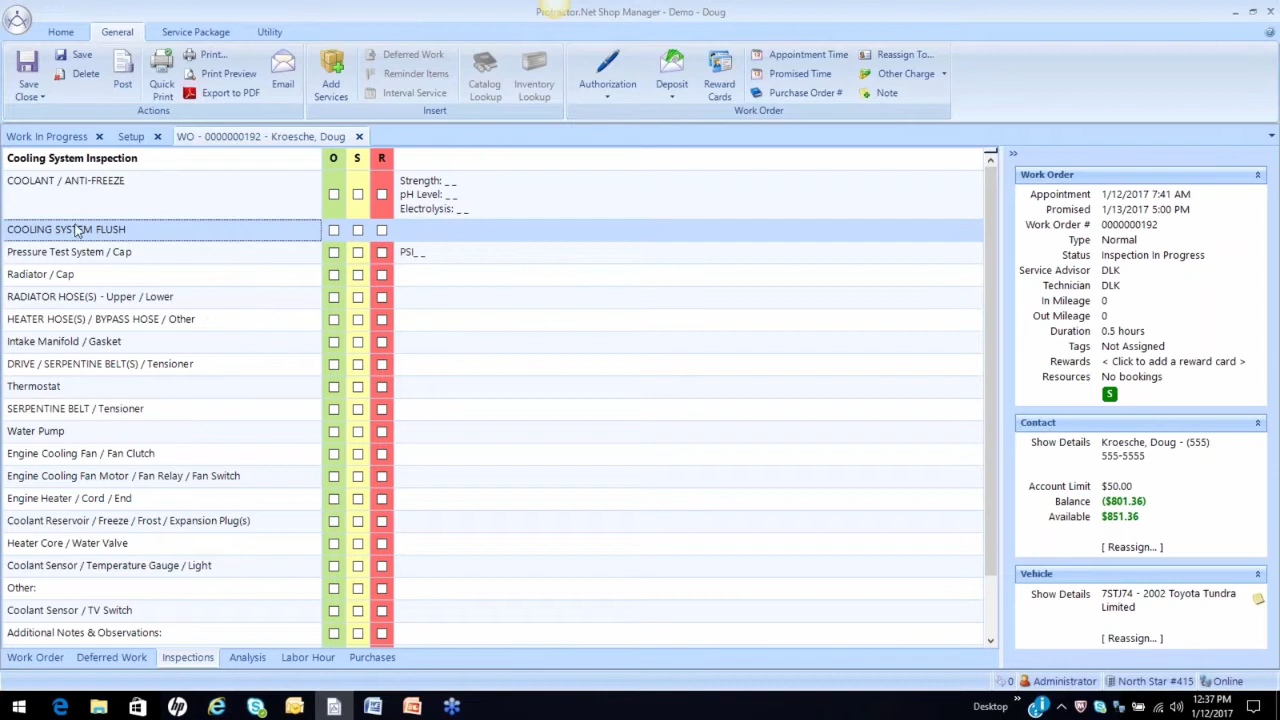 Protractor.Net Shop Manager - Demo - Doug
Home General Service Package Utility
Save Close
Save
Delete
Post
Actions
Quick Print
Print...
Print Preview
Export to PDF
Email
Add Services
Deferred Work
Reminder Items
Interval Service
Insert
Catalog Lookup
Inventory Lookup
Authorization
Deposit
Reward Cards
Appointment Time
Promised Time
Purchase Order #
Reassign To...
Other Charge
Note
Work Order
Work In Progress Setup WO - 0000000192 - Kroesche, Doug
Cooling System Inspection O S R
COOLANT / ANTI-FREEZE
Strength: _ _
pH Level: _ _
Electrolysis: _ _
COOLING SYSTEM FLUSH
Pressure Test System / Cap PSI_ _
Radiator / Cap
RADIATOR HOSE(S) - Upper / Lower
HEATER HOSE(S) / BYPASS HOSE / Other
Intake Manifold / Gasket
DRIVE / SERPENTINE BELT(S) / Tensioner
Thermostat
SERPENTINE BELT / Tensioner
Water Pump
Engine Cooling Fan / Fan Clutch
Engine Cooling Fan Motor / Fan Relay / Fan Switch
Engine Heater / Cord / End
Coolant Reservoir / Freeze / Frost / Expansion Plug(s)
Heater Core / Water Valve
Coolant Sensor / Temperature Gauge / Light
Other:
Coolant Sensor / TV Switch
Additional Notes & Observations:
Work Order Deferred Work Inspections Analysis Labor Hour Purchases
Work Order
Appointment 1/12/2017 7:41 AM
Promised 1/13/2017 5:00 PM
Work Order # 0000000192
Type Normal
Status Inspection In Progress
Service Advisor DLK
Technician DLK
In Mileage 0
Out Mileage 0
Duration 0.5 hours
Tags Not Assigned
Rewards < Click to add a reward card >
Resources No bookings
S
Contact
Show Details Kroesche, Doug - (555)
555-5555
Account Limit $50.00
Balance ($801.36)
Available $851.36
[ Reassign... ]
Vehicle
Show Details 7STJ74 - 2002 Toyota Tundra
Limited
[ Reassign... ]
0 Administrator North Star #415 Online
Desktop 12:37 PM
1/12/2017